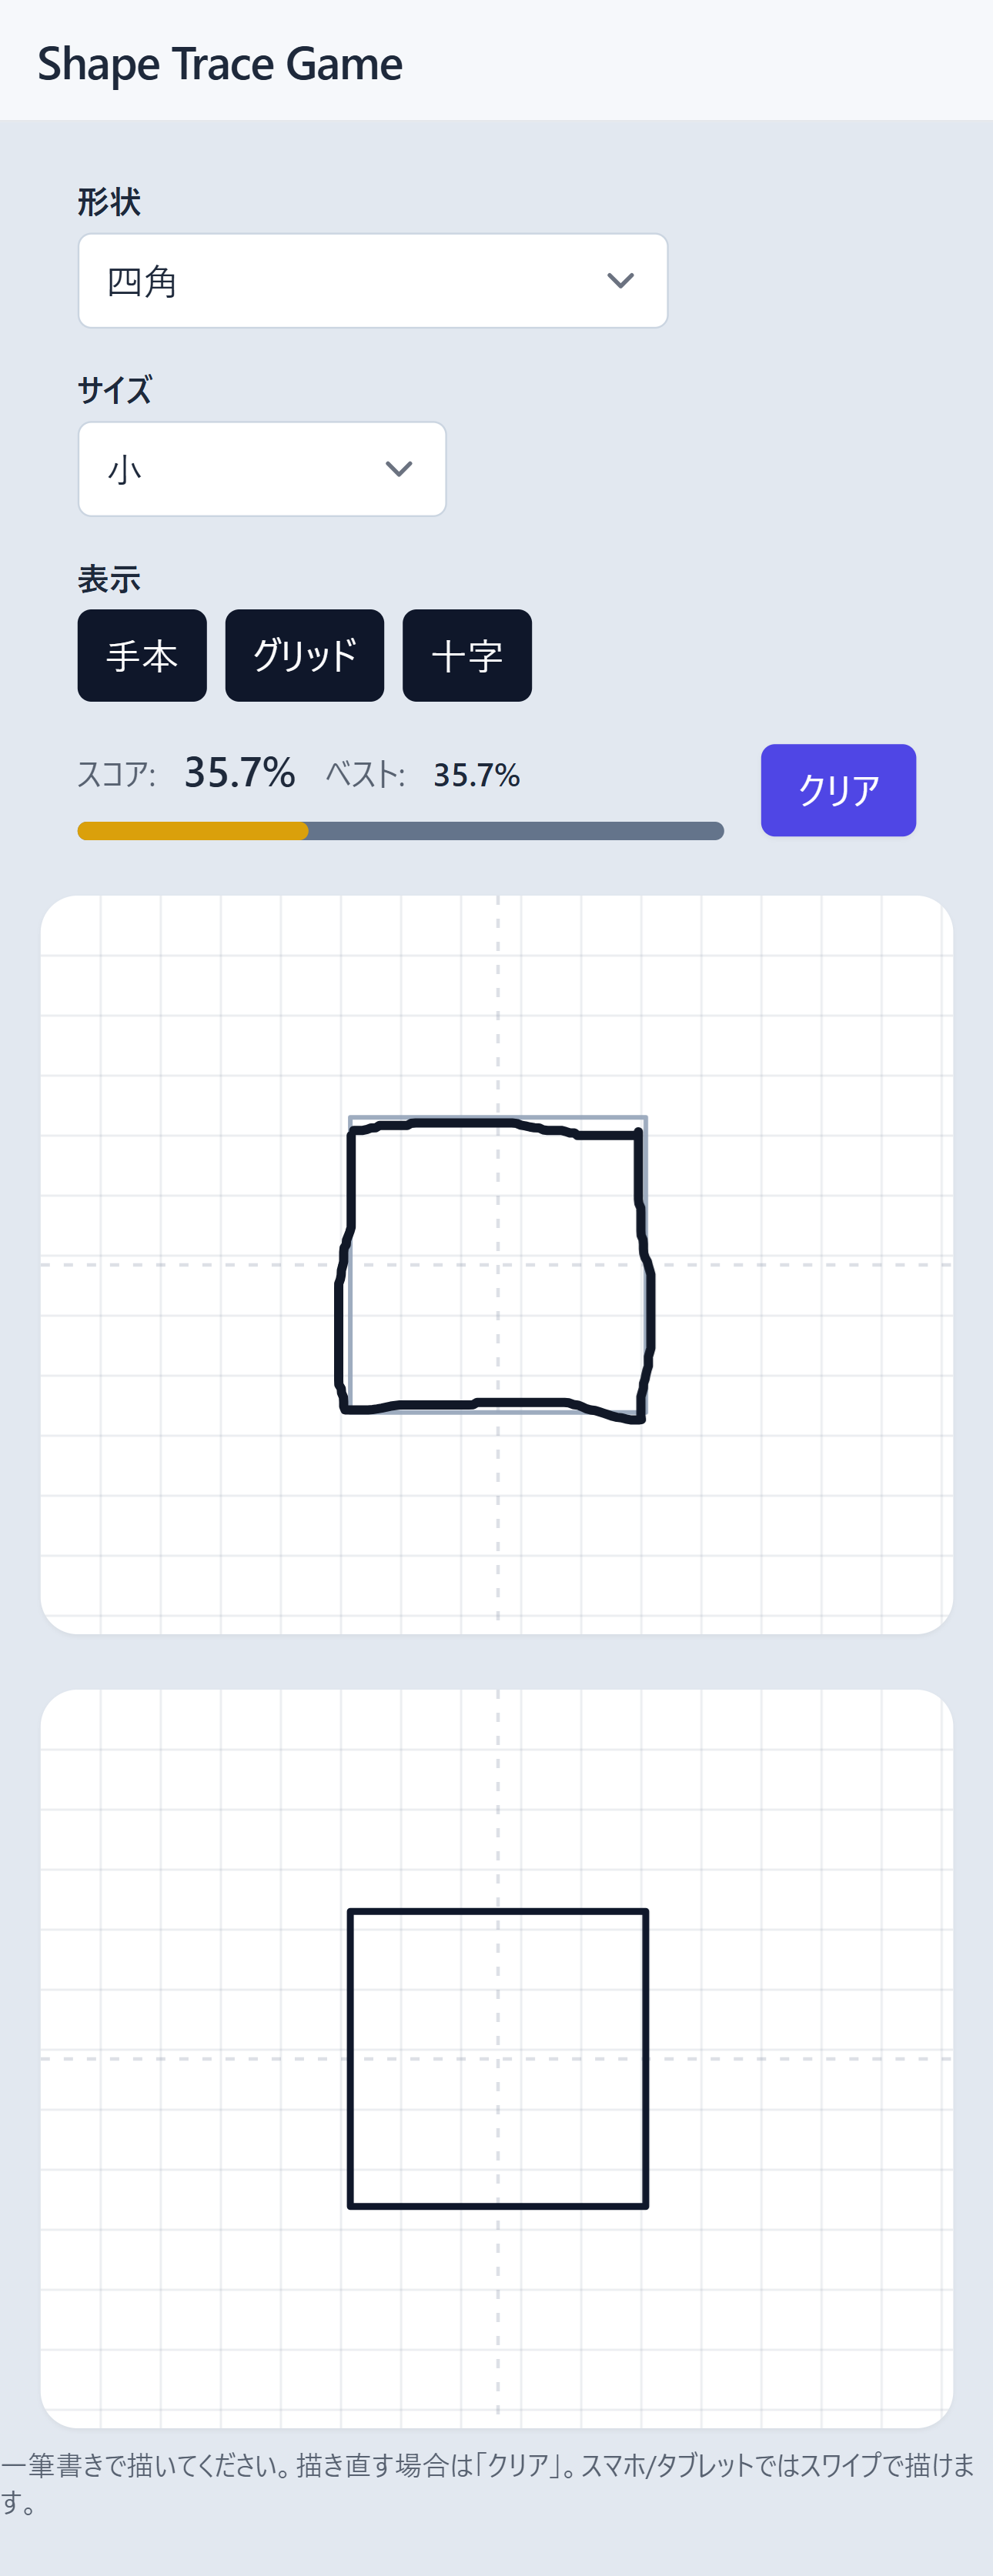 Shape Trace Game
形状
四角
サイズ
小
表示
手本 グリッド 十字
スコア: 35.7% ベスト: 35.7%
クリア
一筆書きで描いてください。描き直す場合は「クリア」。スマホ/タブレットではスワイプで描けま
す。